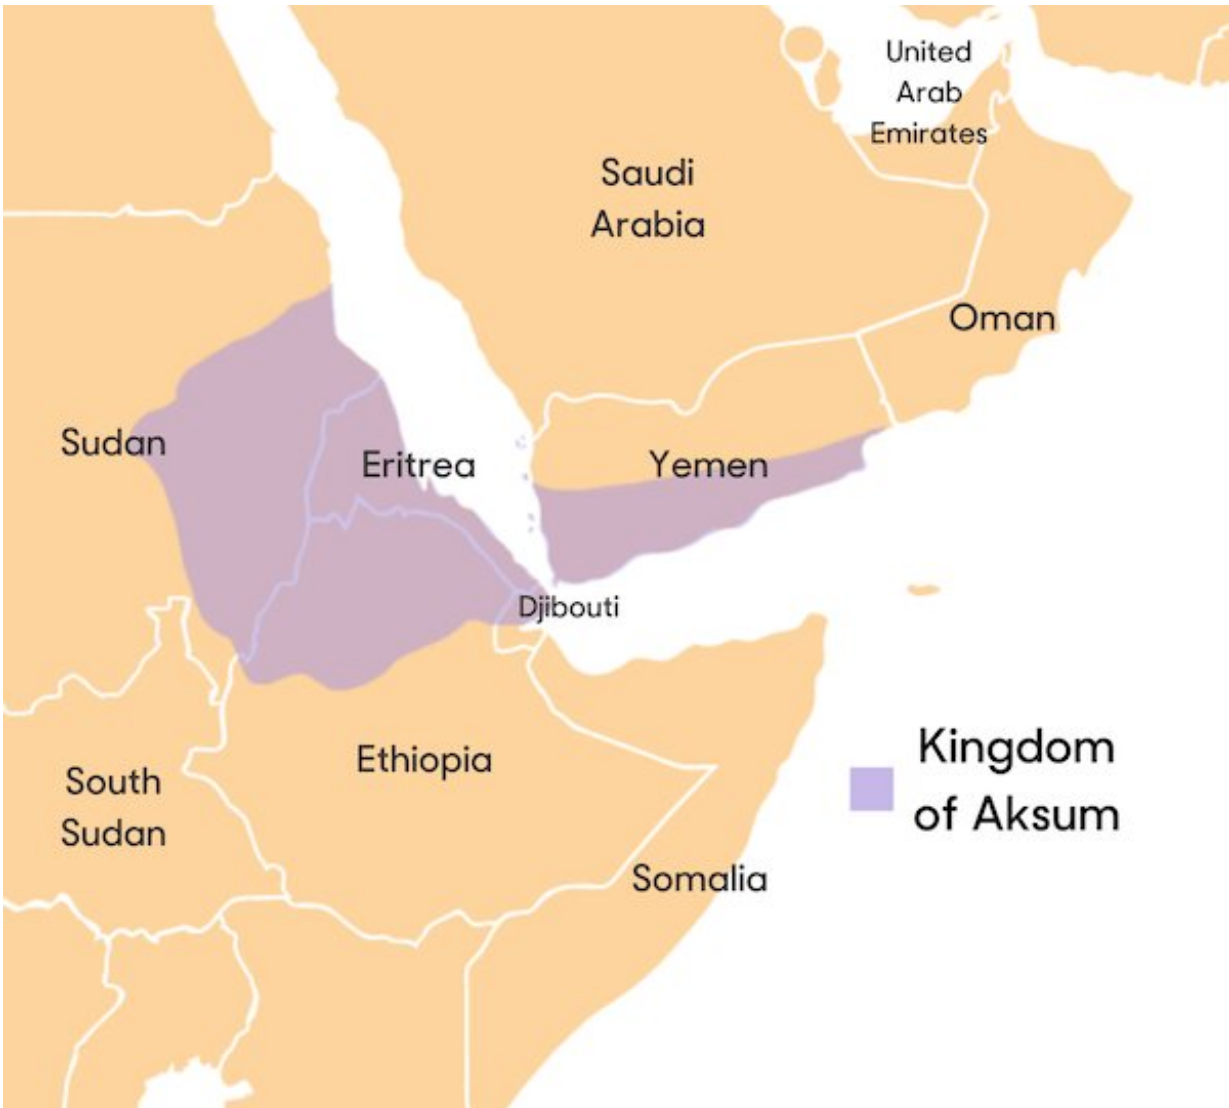 United
Arab
Emirates
Saudi
Arabia
Oman
Sudan
Eritrea
Yemen
Djibouti
Ethiopia
South
Sudan
Kingdom
of Aksum
Somalia